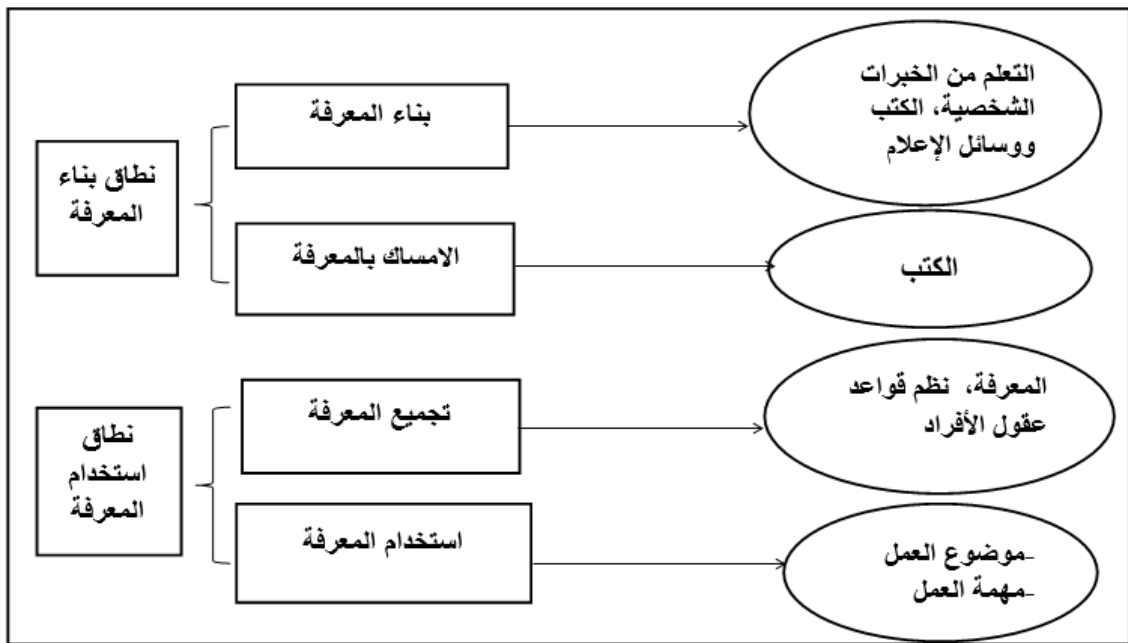 التعلم من الخبرات
الشخصية، الكتب
ووسائل الإعلام
بناء المعرفة
نطاق بناء
المعرفة
الامساك بالمعرفة
الكتب
تجميع المعرفة
المعرفة، نظم قواعد
عقول الأفراد
نطاق
استخدام
المعرفة
استخدام المعرفة
-موضوع العمل
-مهمة العمل